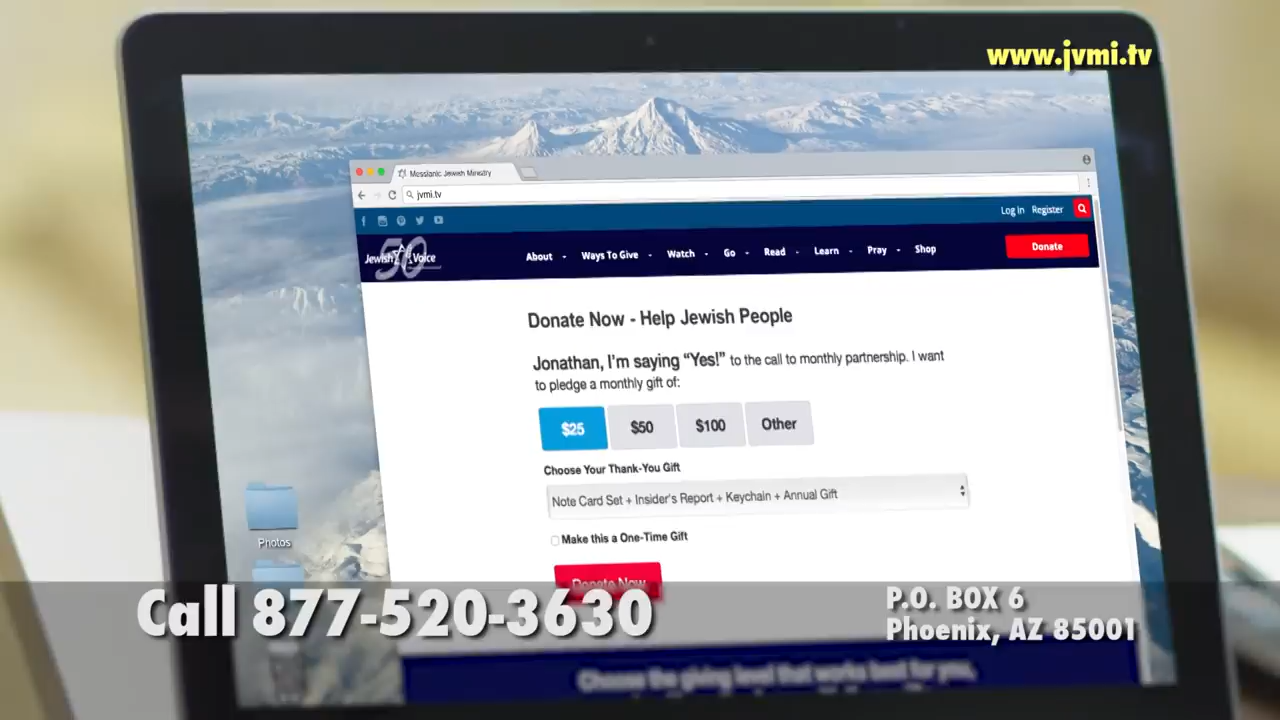 www.jvmi.tv
Messianic Jewish Ministry
jvmi.tv
Log in Register
Jewish Voice 50
About Ways To Give Watch Go Read Learn Pray Shop
Donate
Donate Now - Help Jewish People
Jonathan, I'm saying “Yes!” to the call to monthly partnership. I want
to pledge a monthly gift of:
$25 $50 $100 Other
Choose Your Thank-You Gift
Note Card Set + Insider's Report + Keychain + Annual Gift
Make this a One-Time Gift
Photos
Donate Now
Call 877-520-3630
P.O. BOX 6
Phoenix, AZ 85001
Choose the giving level that works best for you,